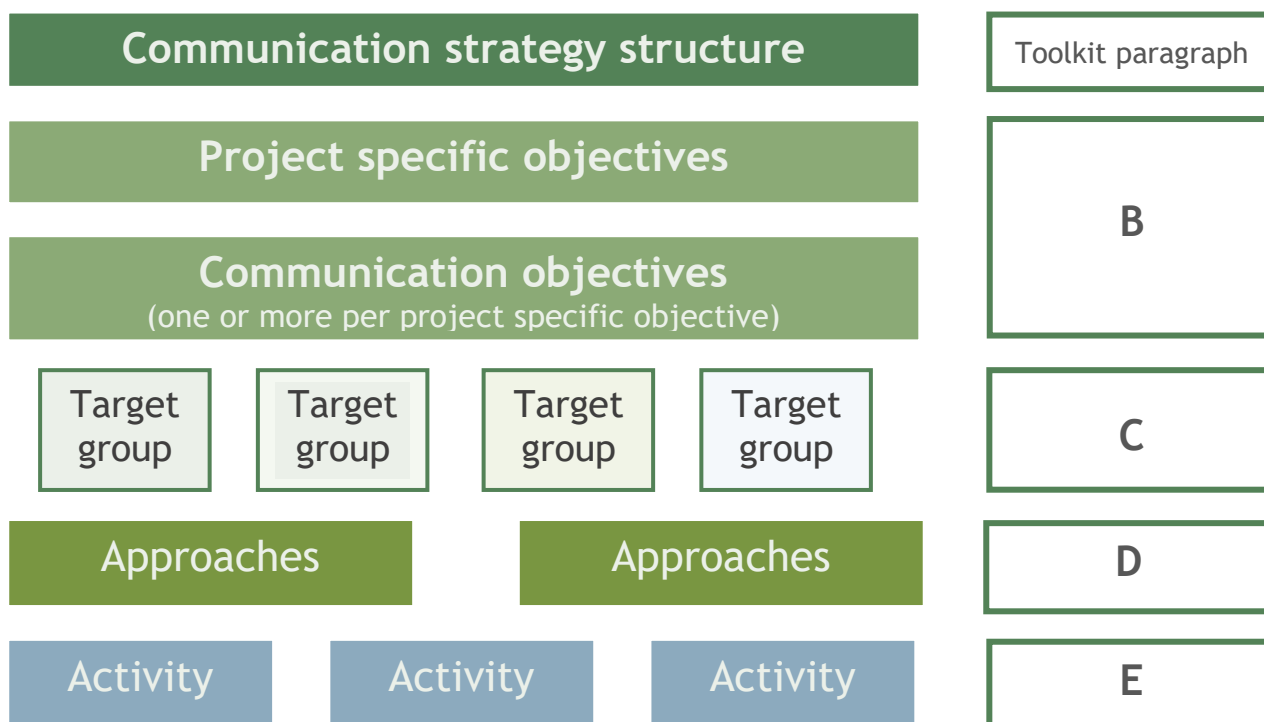 Communication strategy structure
Toolkit paragraph
Project specific objectives
B
Communication objectives
(one or more per project specific objective)
Target
group
Target
group
Target
group
Target
group
C
Approaches
Approaches
D
Activity
Activity
Activity
E